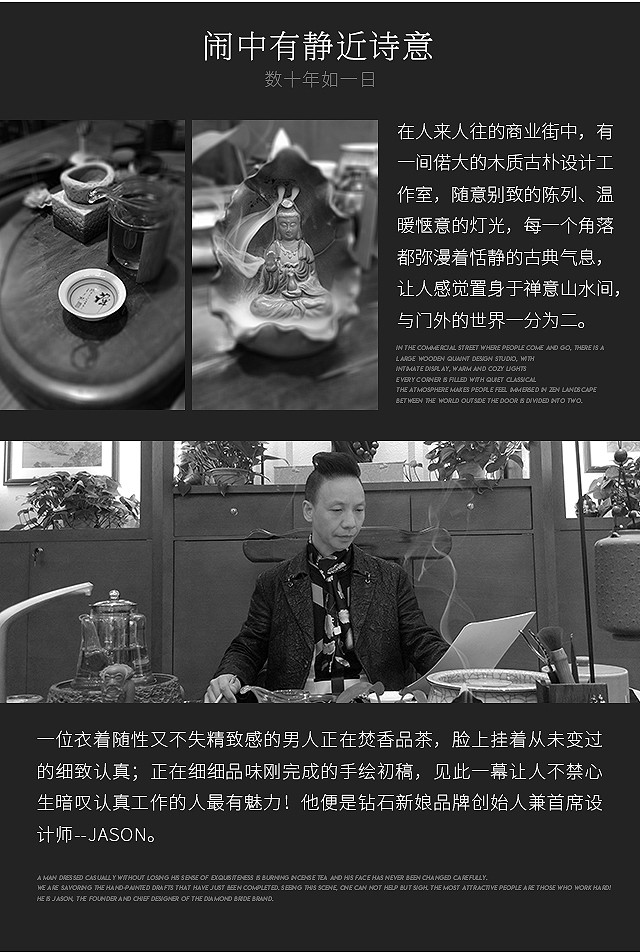 闹中有静近诗意
数十年如一日
在人来人往的商业街中，有
一间偌大的木质古朴设计工
作室，随意别致的陈列、温
暖惬意的灯光，每一个角落
都弥漫着恬静的古典气息，
让人感觉置身于禅意山水间，
与门外的世界一分为二。
IN THE COMMERCIAL STREET WHERE PEOPLE COME AND GO, THERE IS A
LARGE WOODEN QUAINT DESIGN STUDIO, WITH
INTIMATE DISPLAY, WARM AND COZY LIGHTS
EVERY CORNER IS FILLED WITH QUIET CLASSICAL
THE ATMOSPHERE MAKES PEOPLE FEEL IMMERSED IN ZEN LANDSCAPE
BETWEEN THE WORLD OUTSIDE THE DOOR IS DIVIDED INTO TWO.
一位衣着随性又不失精致感的男人正在焚香品茶，脸上挂着从未变过
的细致认真；正在细细品味刚完成的手绘初稿，见此一幕让人不禁心
生暗叹认真工作的人最有魅力！他便是钻石新娘品牌创始人兼首席设
计师--JASON。
A MAN DRESSED CASUALLY WITHOUT LOSING HIS SENSE OF EXQUISITENESS IS BURNING INCENSE TEA AND HIS FACE HAS NEVER BEEN CHANGED CAREFULLY.
WE ARE SAVORING THE HAND-PAINTED DRAFTS THAT HAVE JUST BEEN COMPLETED. SEEING THIS SCENE, ONE CAN NOT HELP BUT SIGH. THE MOST ATTRACTIVE PEOPLE ARE THOSE WHO WORK HARD!
HE IS JASON, THE FOUNDER AND CHIEF DESIGNER OF THE DIAMOND BRIDE BRAND.